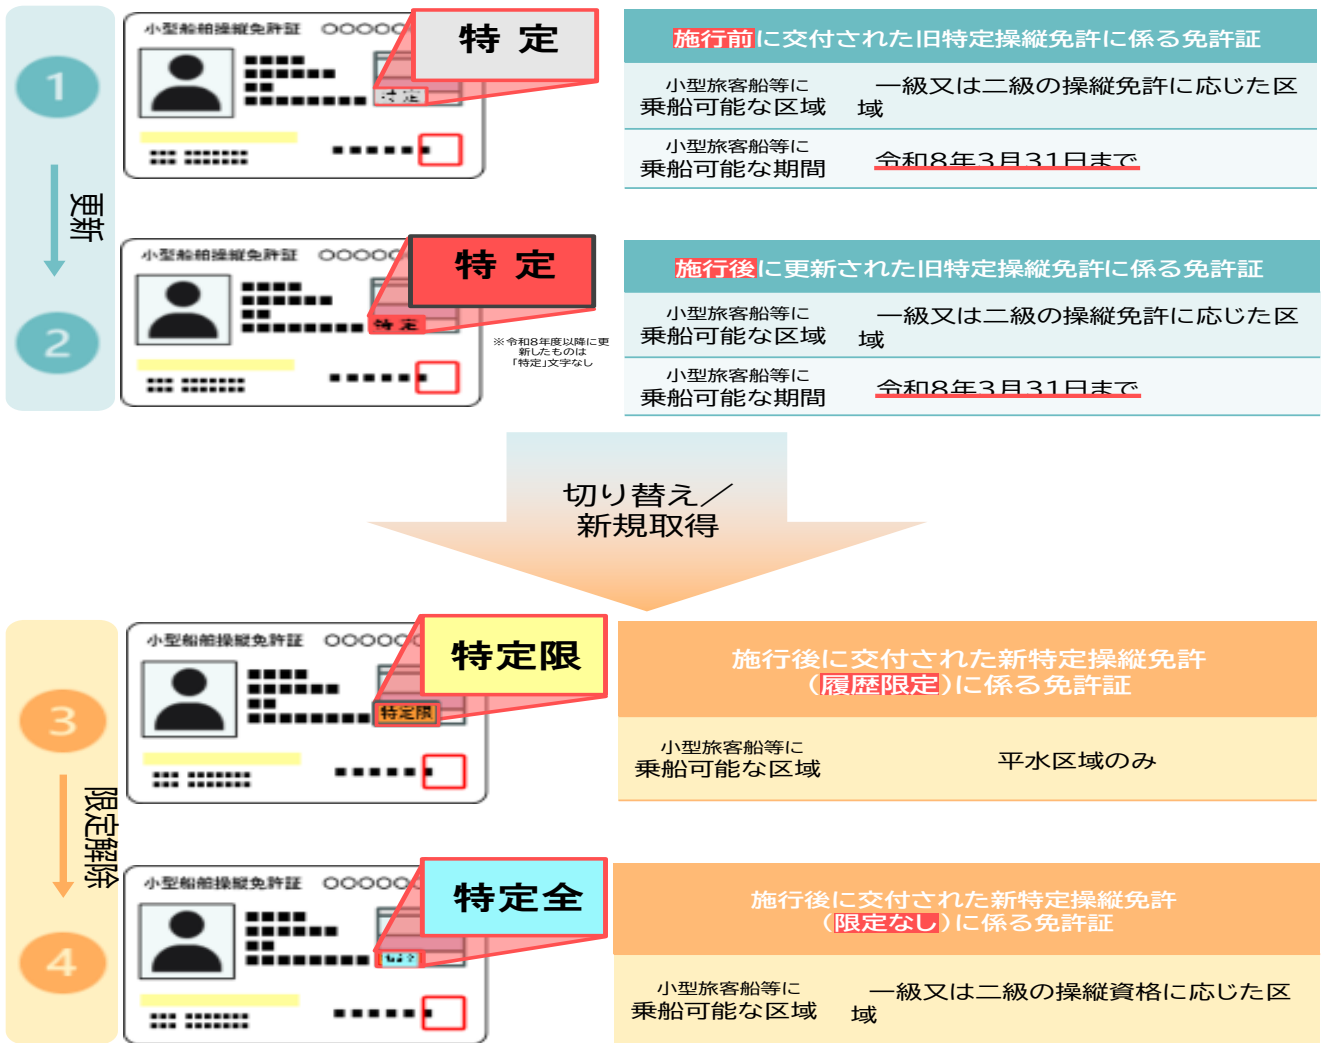 1
小型船舶操縦免許証 ○○○○○
特 定
特 定
施行前に交付された旧特定操縦免許に係る免許証
小型旅客船等に
乗船可能な区域
一級又は二級の操縦免許に応じた区
域
小型旅客船等に
乗船可能な期間
令和8年3月31日まで
更新
2
小型船舶操縦免許証 ○○○○○
特 定
特 定
※令和8年度以降に更
新したものは
「特定」文字なし
施行後に更新された旧特定操縦免許に係る免許証
小型旅客船等に
乗船可能な区域
一級又は二級の操縦免許に応じた区
域
小型旅客船等に
乗船可能な期間
令和8年3月31日まで
切り替え／
新規取得
3
小型船舶操縦免許証 ○○○○○○
特定限
特定限
施行後に交付された新特定操縦免許
（履歴限定）に係る免許証
小型旅客船等に
乗船可能な区域
平水区域のみ
限定解除
4
小型船舶操縦免許証 ○○○○○
特定全
施行後に交付された新特定操縦免許
（限定なし）に係る免許証
小型旅客船等に
乗船可能な区域
一級又は二級の操縦資格に応じた区
域